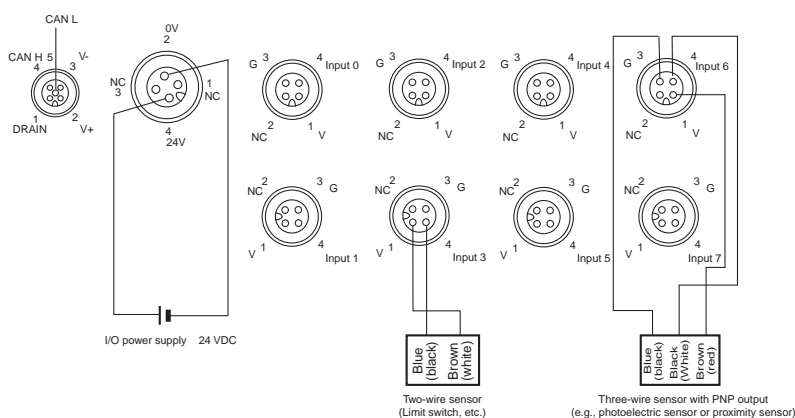 CAN L
CAN H 5 V-
4 3
1 2
DRAIN V+
0V
2
NC
3
1
NC
4
24V
G 3 4 Input 0
NC 2 1 V
3 4 Input 2
G
NC 2 1 V
G 3 4 Input 4
NC 2 1 V
G 3 4 Input 6
NC 2 1 V
NC 2 3 G
V 1 4
Input 1
NC 2 3 G
V 1 4
Input 3
NC 2 3 G
V 1 4
Input 5
NC 2 3 G
V 1 4
Input 7
I/O power supply 24 VDC
Blue
(black)
Brown
(white)
Two-wire sensor
(Limit switch, etc.)
Blue
(black)
Black
(White)
Brown
(red)
Three-wire sensor with PNP output
(e.g., photoelectric sensor or proximity sensor)